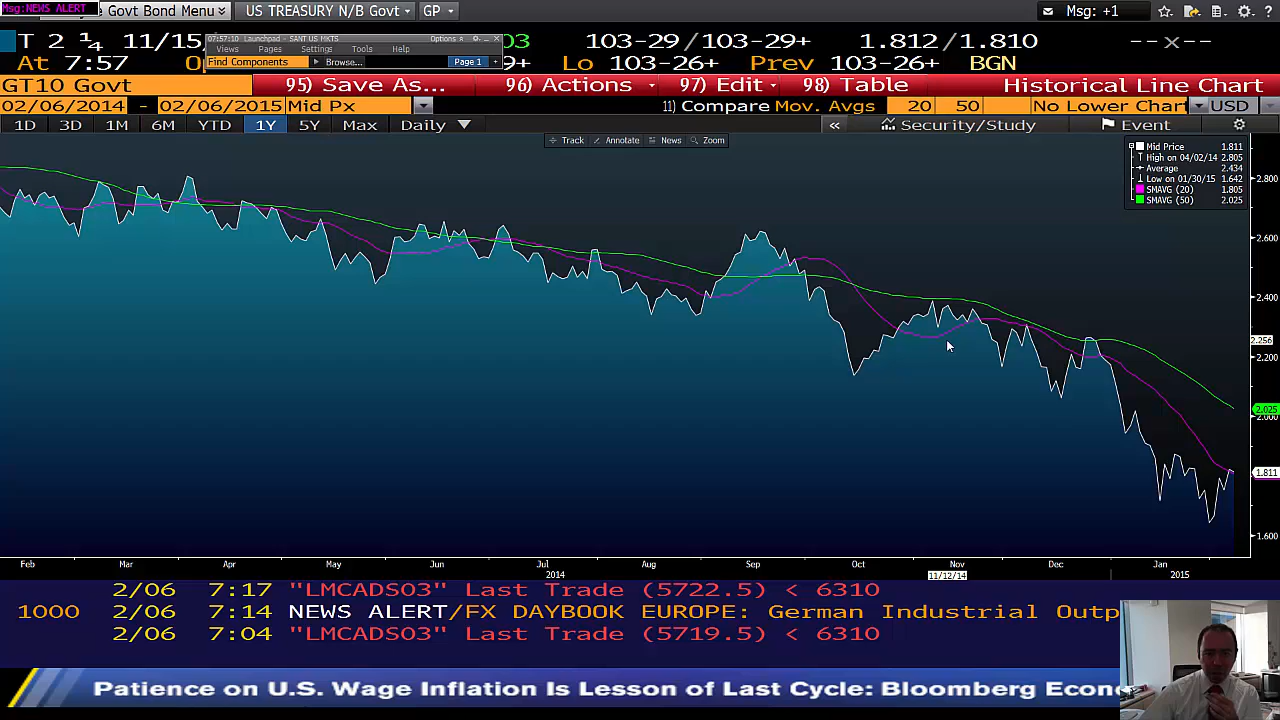 Msg:NEWS ALERT
Govt Bond Menu US TREASURY N/B Govt GP Msg: +1
T 2 ¼ 11/15/ 03 103-29/103-29+ 1.812/1.810 -- x --
07:57:10 Launchpad - SANT US MKTS Options
Views Pages Settings Tools Help
Find Components Browse... Page 1
At 7:57 Lo 103-26+ Prev 103-26+ BGN
GT10 Govt 95) Save As... 96) Actions 97) Edit 98) Table Historical Line Chart
02/06/2014 - 02/06/2015 Mid Px 11) Compare Mov. Avgs 20 50 No Lower Chart USD
1D 3D 1M 6M YTD 1Y 5Y Max Daily « Security/Study Event
Track Annotate News Zoom
Mid Price 1.811
High on 04/02/14 2.805
Average 2.434
Low on 01/30/15 1.642
SMAVG (20) 1.805
SMAVG (50) 2.025
2.800
2.600
2.400
2.256
2.200
2.025
2.000
1.811
1.600
Feb Mar Apr May Jun Jul Aug Sep Oct Nov Dec Jan
2014 11/12/14 2015
2/06 7:17 "LMCADS03" Last Trade (5722.5) < 6310
1000 2/06 7:14 NEWS ALERT/FX DAYBOOK EUROPE: German Industrial Outp
2/06 7:04 "LMCADS03" Last Trade (5719.5) < 6310
Patience on U.S. Wage Inflation Is Lesson of Last Cycle: Bloomberg Econo